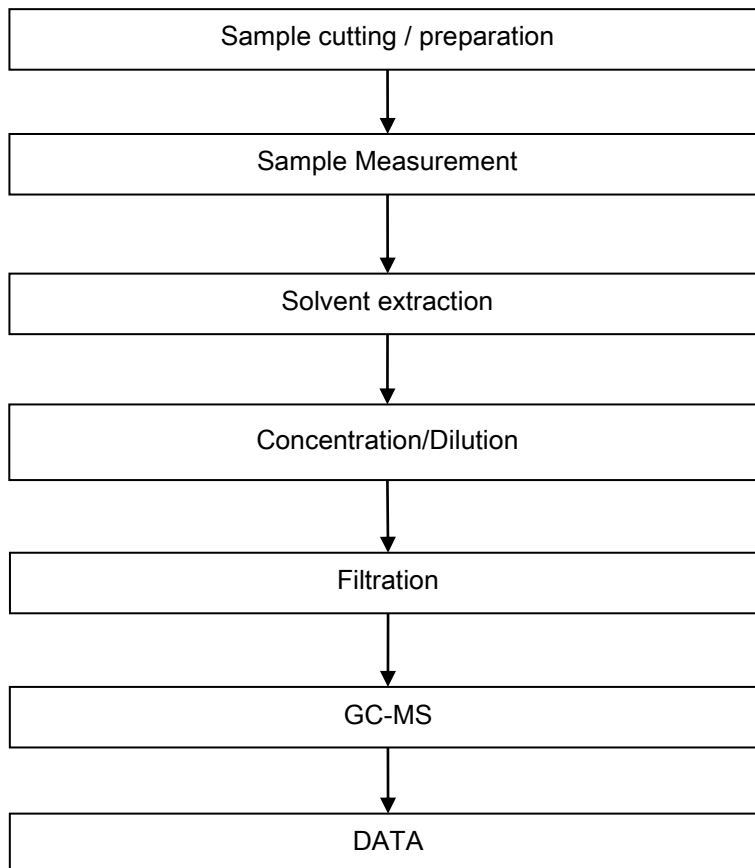 Sample cutting / preparation
Sample Measurement
Solvent extraction
Concentration/Dilution
Filtration
GC-MS
DATA